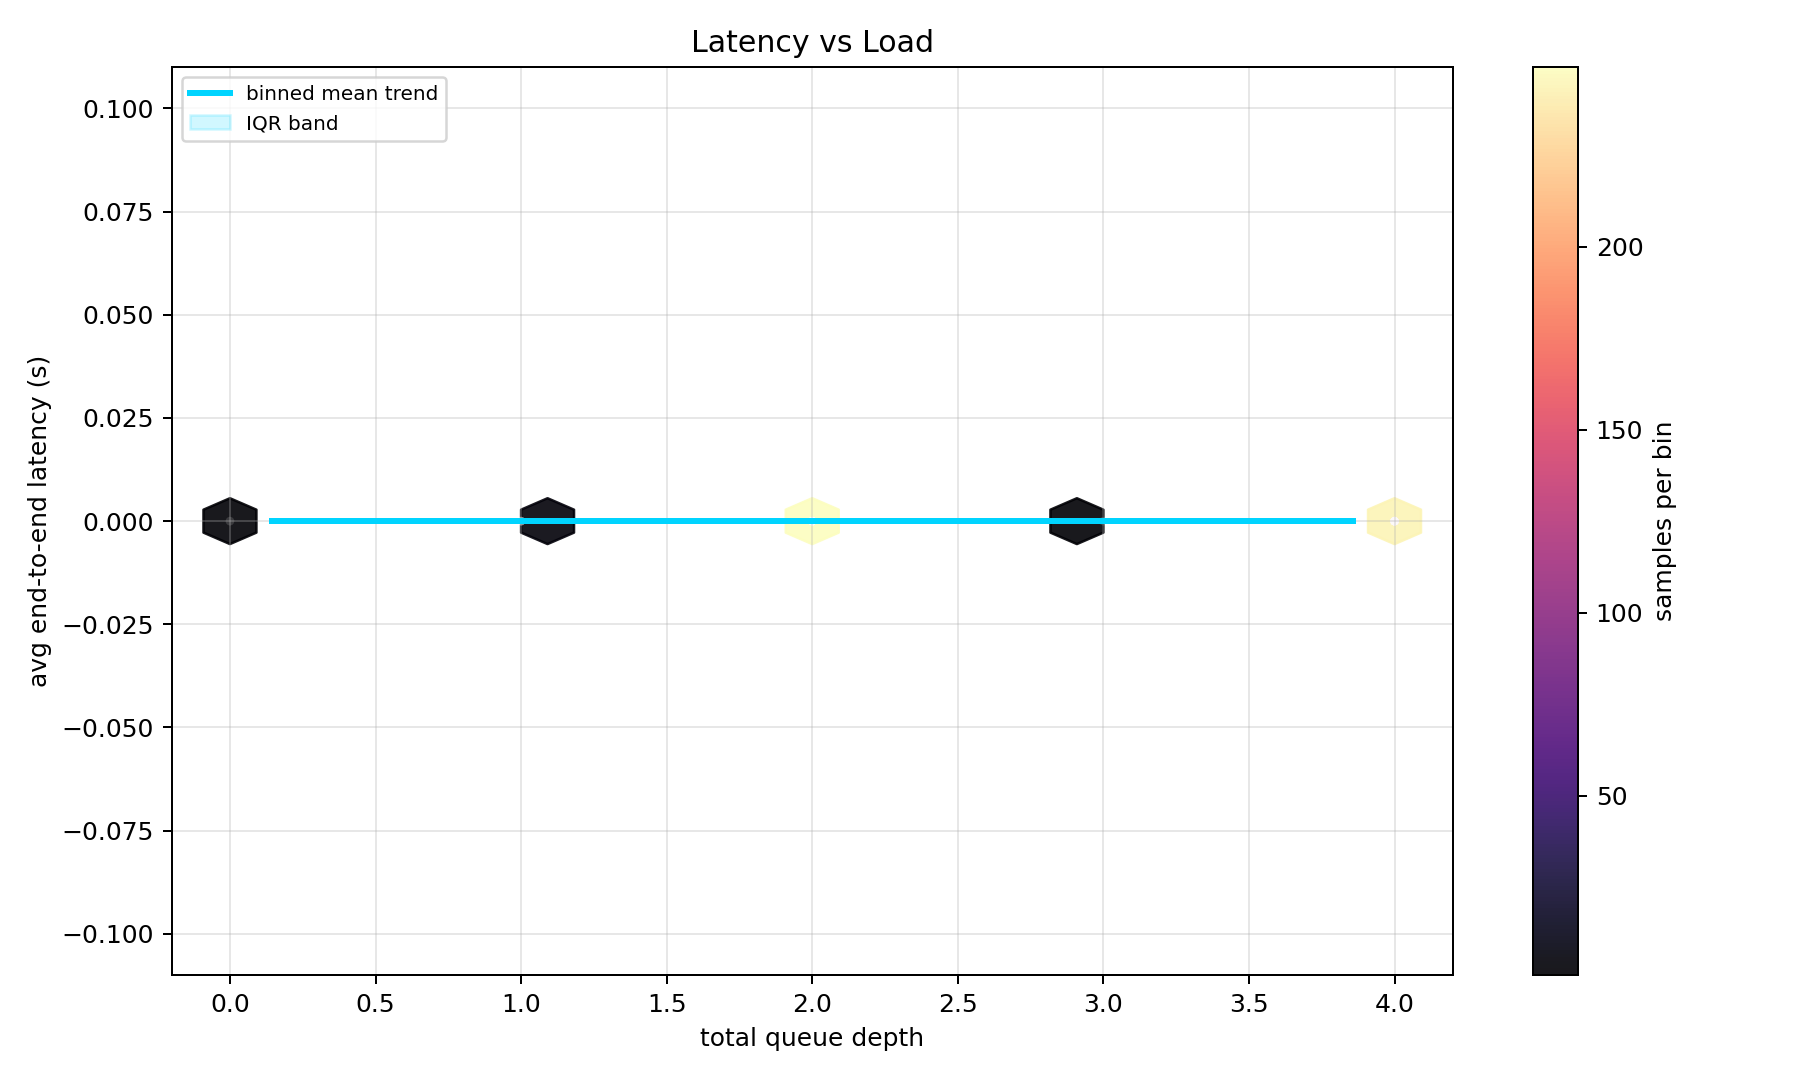 Latency vs Load
binned mean trend
IQR band
avg end-to-end latency (s)
0.100
0.075
0.050
0.025
0.000
−0.025
−0.050
−0.075
−0.100
0.0 0.5 1.0 1.5 2.0 2.5 3.0 3.5 4.0
total queue depth
200
150
100
50
samples per bin